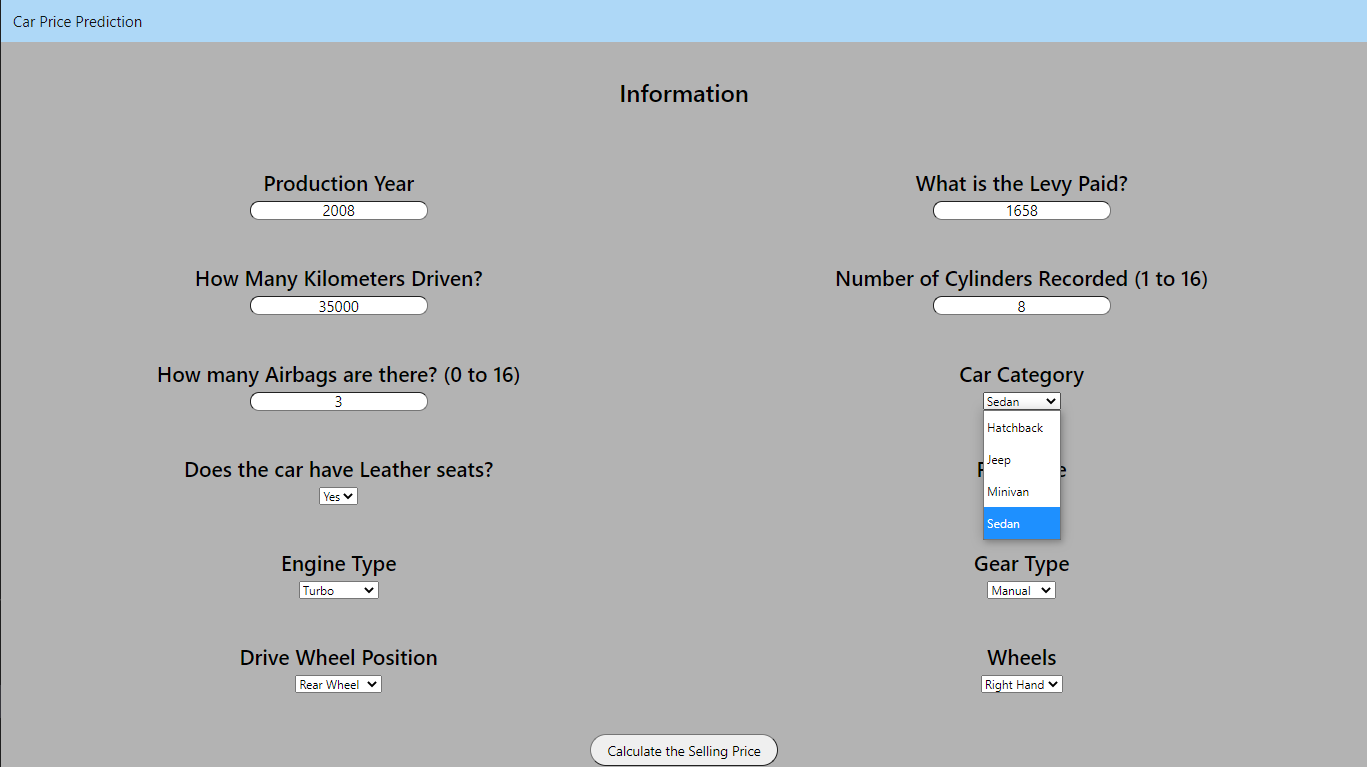 Car Price Prediction
Information
Production Year
2008
What is the Levy Paid?
1658
How Many Kilometers Driven?
35000
Number of Cylinders Recorded (1 to 16)
8
How many Airbags are there? (0 to 16)
3
Car Category
Sedan
Hatchback
Jeep
Minivan
Sedan
Does the car have Leather seats?
Yes
Engine Type
Turbo
Gear Type
Manual
Drive Wheel Position
Rear Wheel
Wheels
Right Hand
Calculate the Selling Price